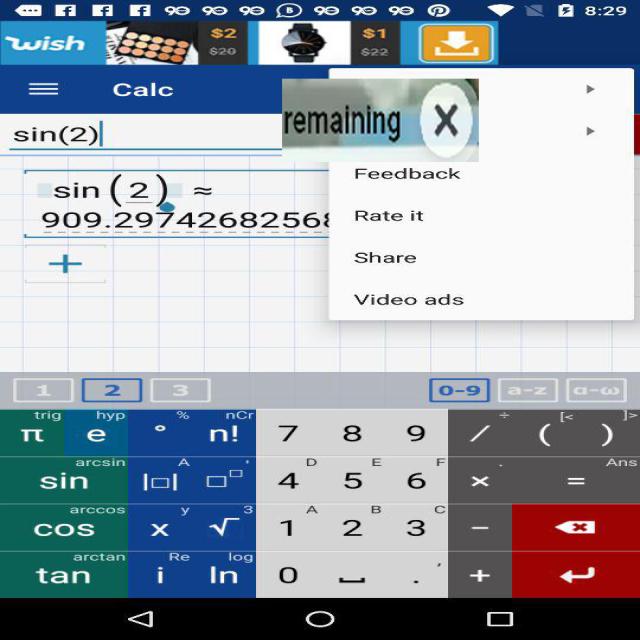 8:29
wish
$2
$20
$1
$22
Calc
remaining X
sin(2)
sin(2) ≈
909.29742682568
Feedback
Rate it
Share
Video ads
+
1 2 3 0-9 a-z α-ω
trig hyp % nCr ÷ [< ]>
π e ° n! 7 8 9 / ( )
arcsin A ' D E F . Ans
sin |□| □□ 4 5 6 × =
arccos y 3 A B C
cos x √ 1 2 3 −
arctan Re log ,
tan i ln 0 . +